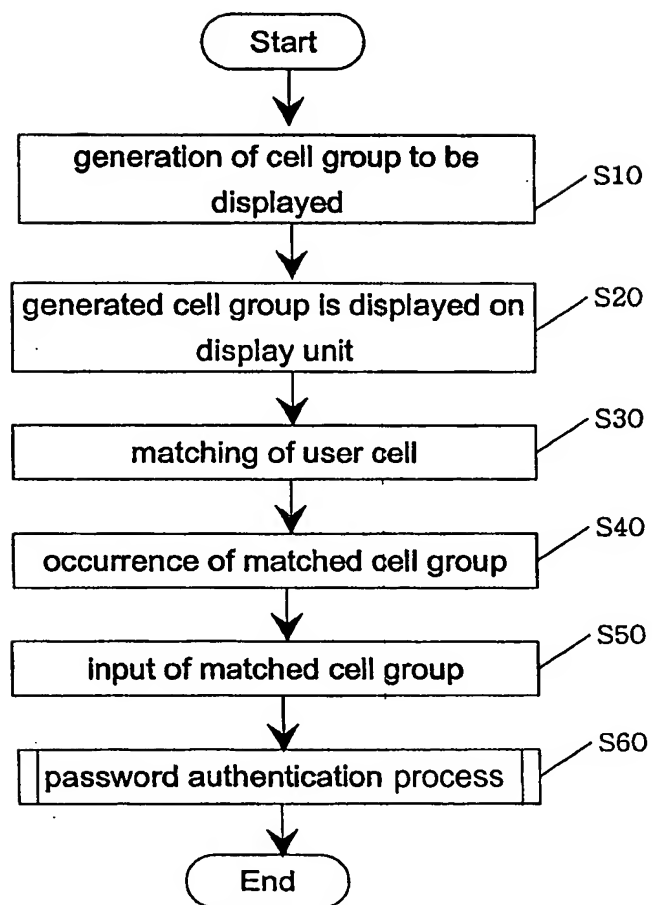 Start
generation of cell group to be
displayed
S10
generated cell group is displayed on
display unit
S20
matching of user cell
S30
occurrence of matched cell group
S40
input of matched cell group
S50
password authentication process
S60
End